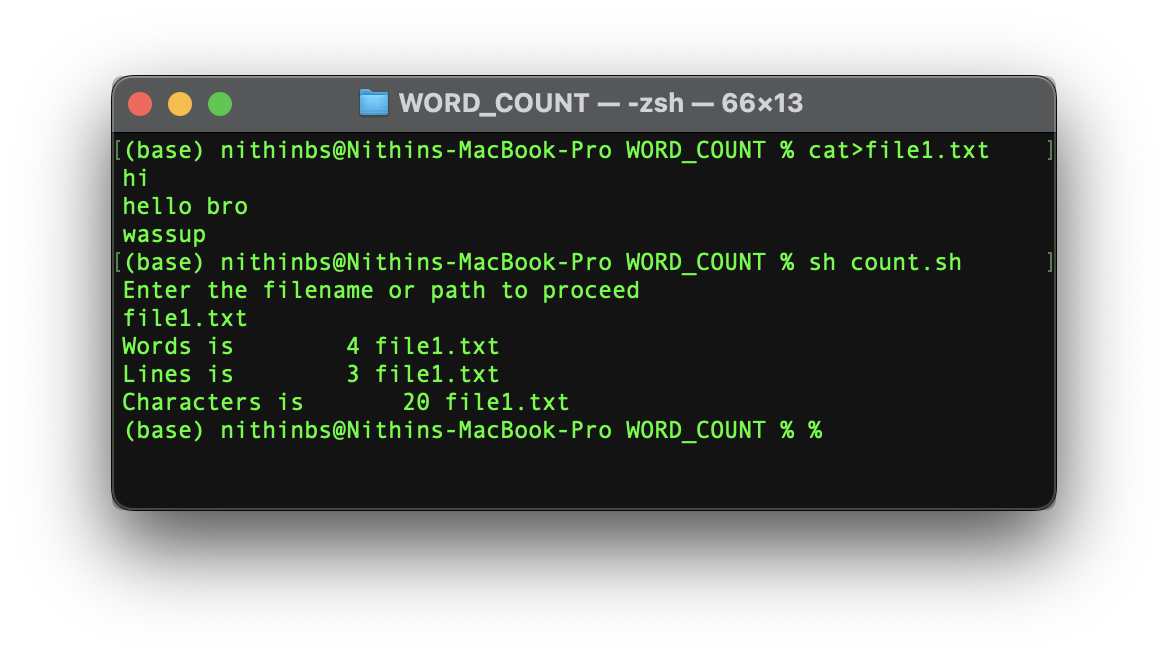 WORD_COUNT — -zsh — 66×13
[(base) nithinbs@Nithins-MacBook-Pro WORD_COUNT % cat>file1.txt ]
hi
hello bro
wassup
[(base) nithinbs@Nithins-MacBook-Pro WORD_COUNT % sh count.sh ]
Enter the filename or path to proceed
file1.txt
Words is        4 file1.txt
Lines is        3 file1.txt
Characters is       20 file1.txt
(base) nithinbs@Nithins-MacBook-Pro WORD_COUNT % %